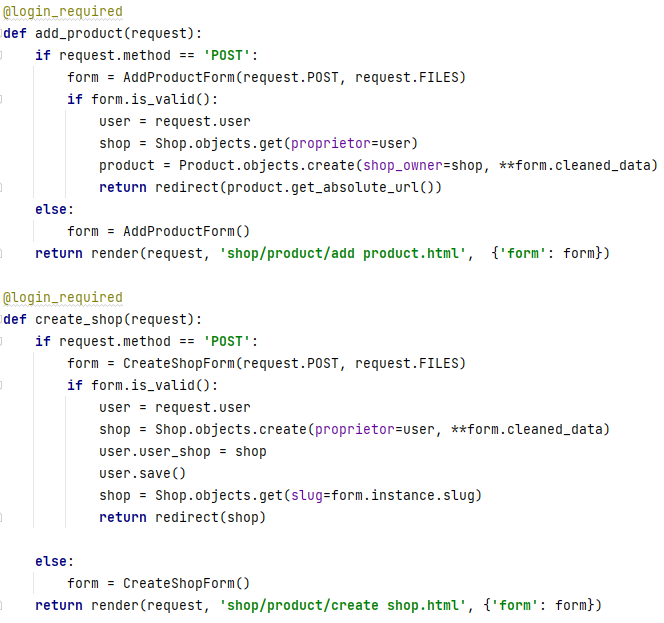 @login_required
def add_product(request):
    if request.method == 'POST':
        form = AddProductForm(request.POST, request.FILES)
        if form.is_valid():
            user = request.user
            shop = Shop.objects.get(proprietor=user)
            product = Product.objects.create(shop_owner=shop, **form.cleaned_data)
            return redirect(product.get_absolute_url())
    else:
        form = AddProductForm()
    return render(request, 'shop/product/add product.html',  {'form': form})

@login_required
def create_shop(request):
    if request.method == 'POST':
        form = CreateShopForm(request.POST, request.FILES)
        if form.is_valid():
            user = request.user
            shop = Shop.objects.create(proprietor=user, **form.cleaned_data)
            user.user_shop = shop
            user.save()
            shop = Shop.objects.get(slug=form.instance.slug)
            return redirect(shop)

    else:
        form = CreateShopForm()
    return render(request, 'shop/product/create shop.html', {'form': form})